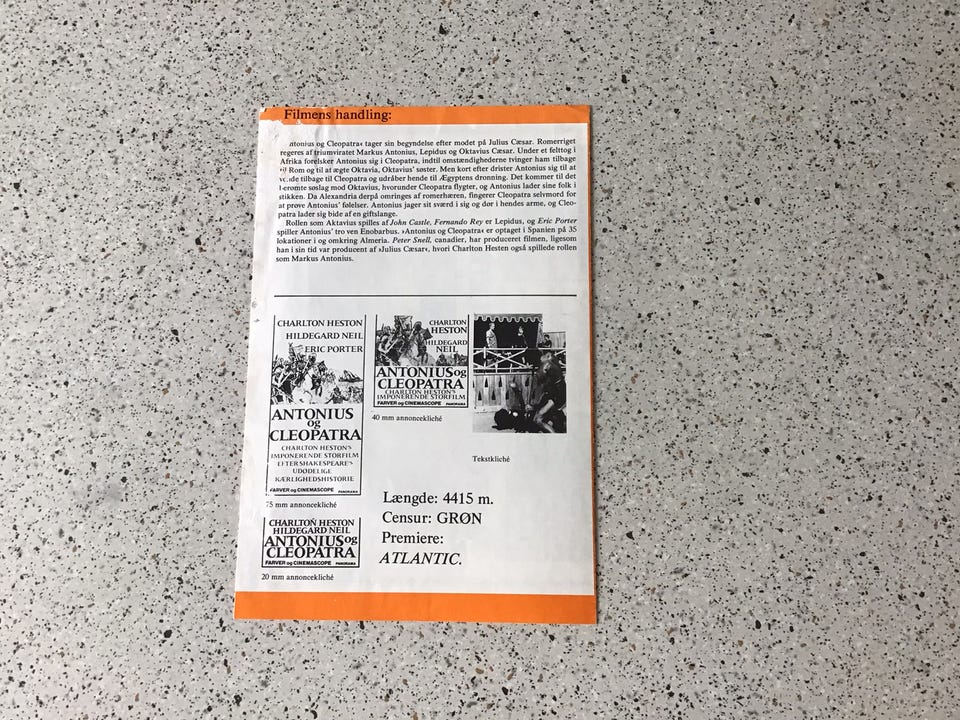 Filmens handling:
ntonius og Cleopatra‹ tager sin begyndelse efter modet på Julius Cæsar. Romerriget
regeres af triumviratet Markus Antonius, Lepidus og Oktavius Cæsar. Under et felttog i
Afrika forelsker Antonius sig i Cleopatra, indtil omstændighederne tvinger ham tilbage
Rom og til at ægte Oktavia, Oktavius' søster. Men kort efter drister Antonius sig til at
vende tilbage til Cleopatra og udråber hende til Ægyptens dronning. Det kommer til det
berømte søslag mod Oktavius, hvorunder Cleopatra flygter, og Antonius lader sine folk i
stikken. Da Alexandria derpå omringes af romerhæren, fingerer Cleopatra selvmord for
at prøve Antonius' følelser. Antonius jager sit sværd i sig og dør i hendes arme, og Cleo-
patra lader sig bide af en giftslange.
Rollen som Aktavius spilles af John Castle, Fernando Rey er Lepidus, og Eric Porter
spiller Antonius' tro ven Enobarbus. ›Antonius og Cleopatra‹ er optaget i Spanien på 35
lokationer i og omkring Almeria. Peter Snell, canadier, har produceret filmen, ligesom
han i sin tid var producent af ›Julius Cæsar‹, hvori Charlton Hesten også spillede rollen
som Markus Antonius.
CHARLTON HESTON
HILDEGARD NEIL
ERIC PORTER
ANTONIUS
og
CLEOPATRA
CHARLTON HESTON'S
IMPONERENDE STORFILM
EFTER SHAKESPEARE'S
UDØDELIGE
KÆRLIGHEDSHISTORIE
FARVER og CINEMASCOPE PANORAMA
75 mm annoncekliché
CHARLTON HESTON
HILDEGARD NEIL
ANTONIUS og
CLEOPATRA
FARVER og CINEMASCOPE PANORAMA
20 mm annoncekliché
CHARLTON
HESTON
HILDEGARD
NEIL
ANTONIUS og
CLEOPATRA
CHARLTON HESTON'S
IMPONERENDE STORFILM
FARVER og CINEMASCOPE PANORAMA
40 mm annoncekliché
Tekstkliché
Længde: 4415 m.
Censur: GRØN
Premiere:
ATLANTIC.